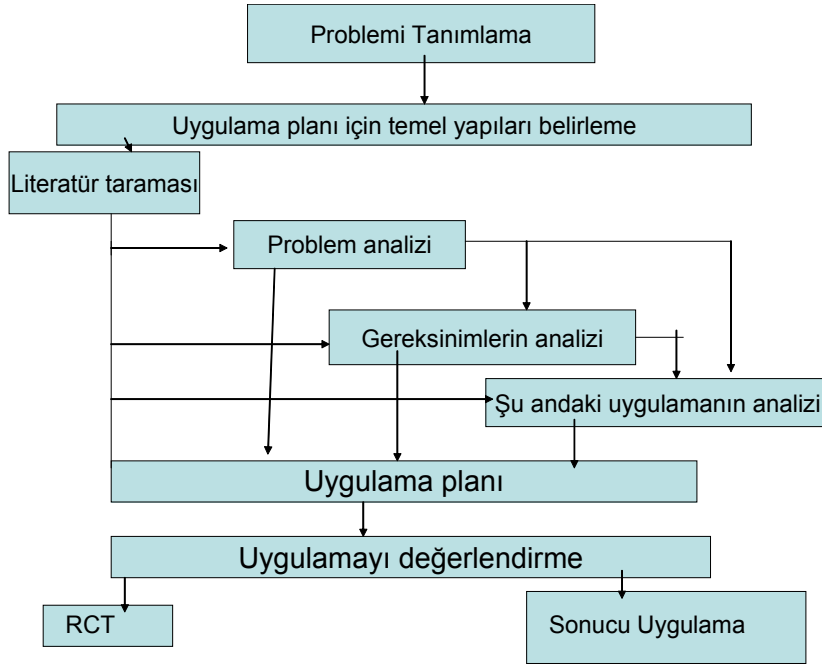 Problemi Tanımlama
Uygulama planı için temel yapıları belirleme
Literatür taraması
Problem analizi
Gereksinimlerin analizi
Şu andaki uygulamanın analizi
Uygulama planı
Uygulamayı değerlendirme
RCT
Sonucu Uygulama